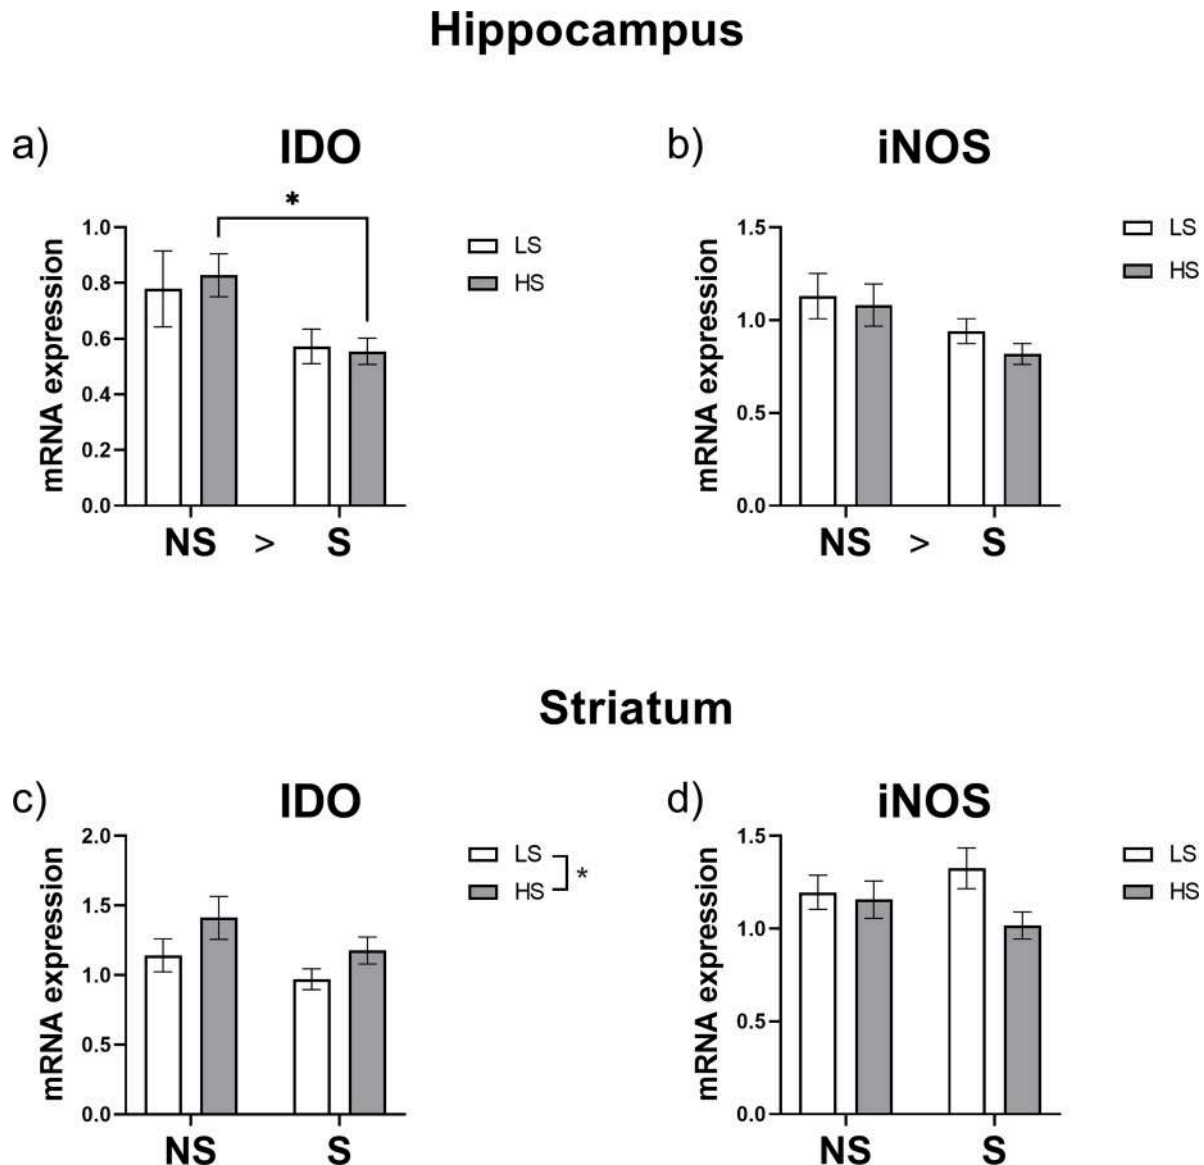 Hippocampus
a) IDO
*
mRNA expression
1.0
0.8
0.6
0.4
0.2
0.0
NS > S
LS
HS
b) iNOS
mRNA expression
1.5
1.0
0.5
0.0
NS > S
LS
HS
Striatum
c) IDO
mRNA expression
2.0
1.5
1.0
0.5
0.0
NS S
LS
HS
*
d) iNOS
mRNA expression
1.5
1.0
0.5
0.0
NS S
LS
HS